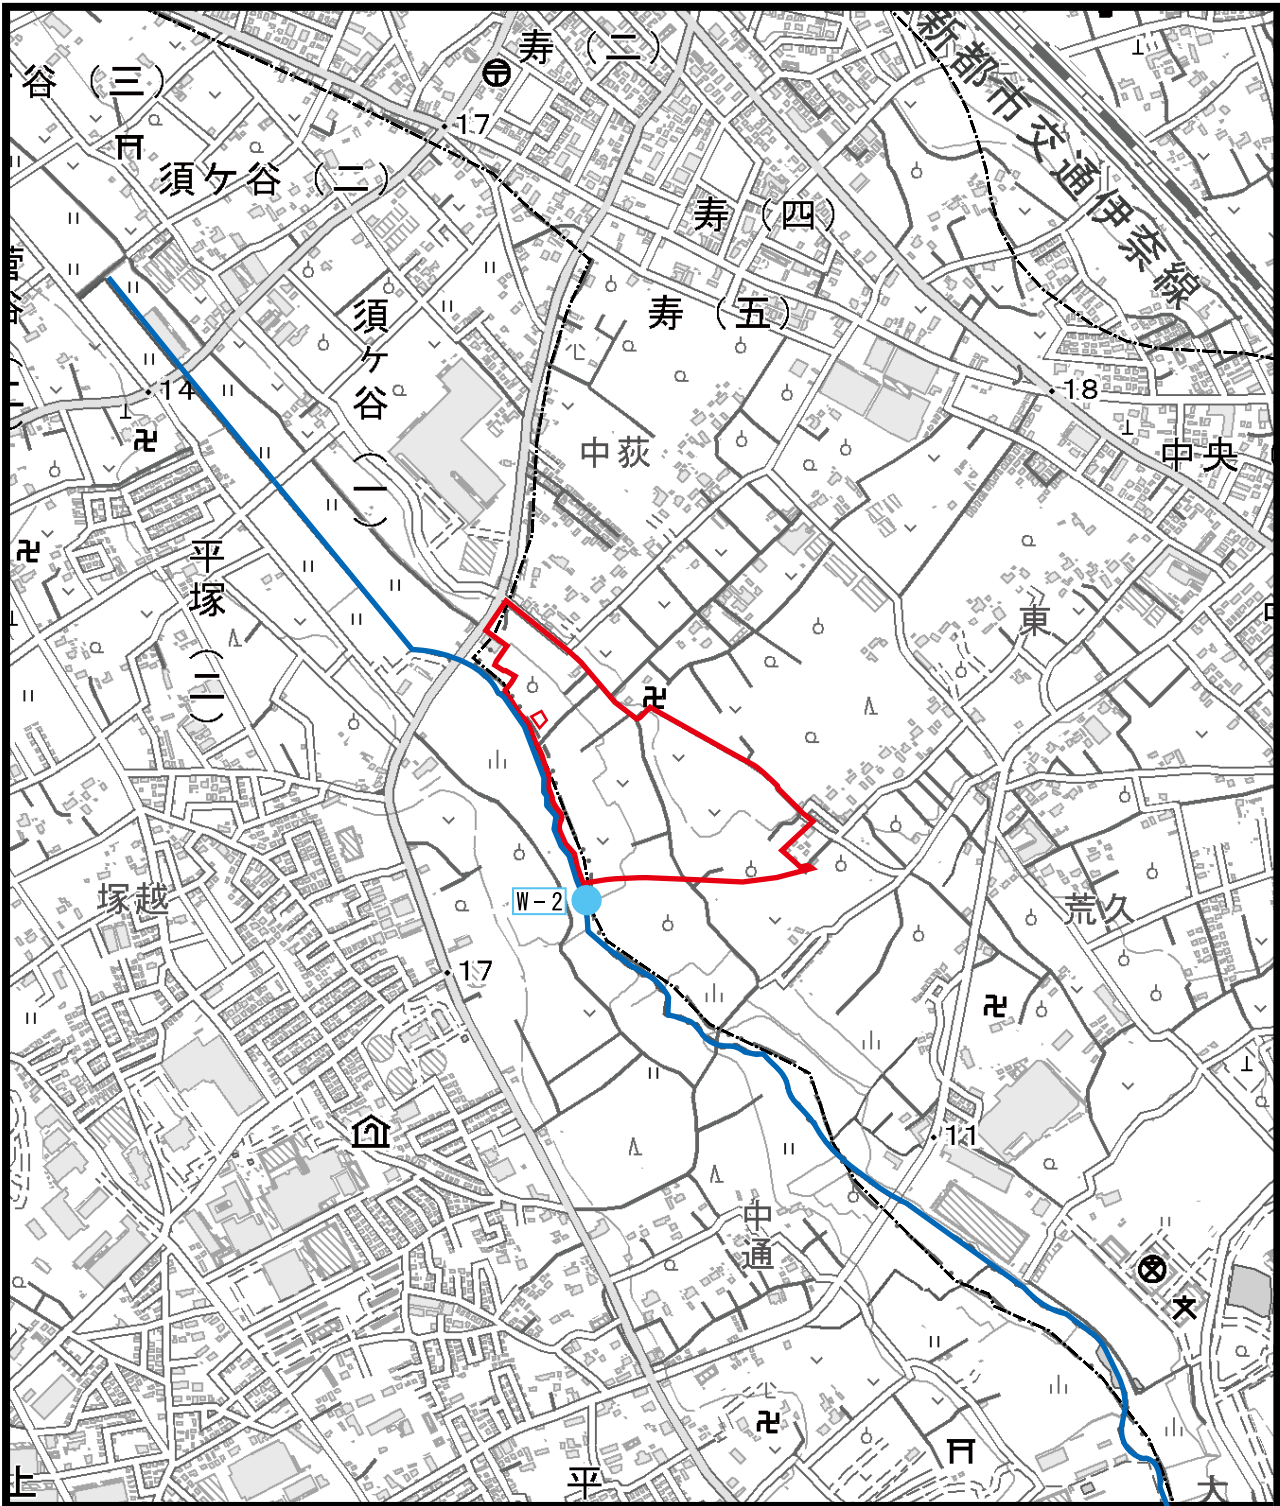 寿（二）
谷（三）
新都市交通伊奈線
17
須ケ谷（二）
寿（四）
須ケ谷（一）
寿（五）
14
18
中荻
中央
平塚（二）
東
W－2
塚越
荒久
17
11
中通
上
平
大